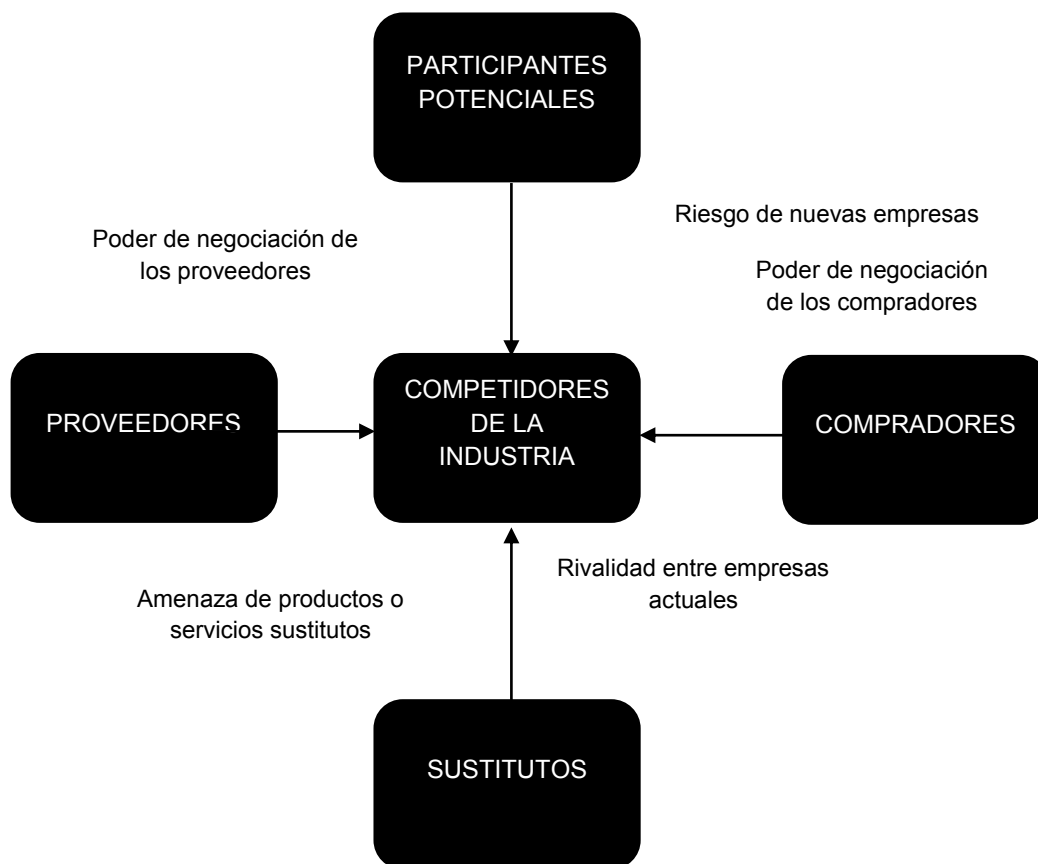 PARTICIPANTES
POTENCIALES
Riesgo de nuevas empresas
Poder de negociación de
los proveedores
Poder de negociación
de los compradores
PROVEEDORES
COMPETIDORES
DE LA
INDUSTRIA
COMPRADORES
Rivalidad entre empresas
actuales
Amenaza de productos o
servicios sustitutos
SUSTITUTOS